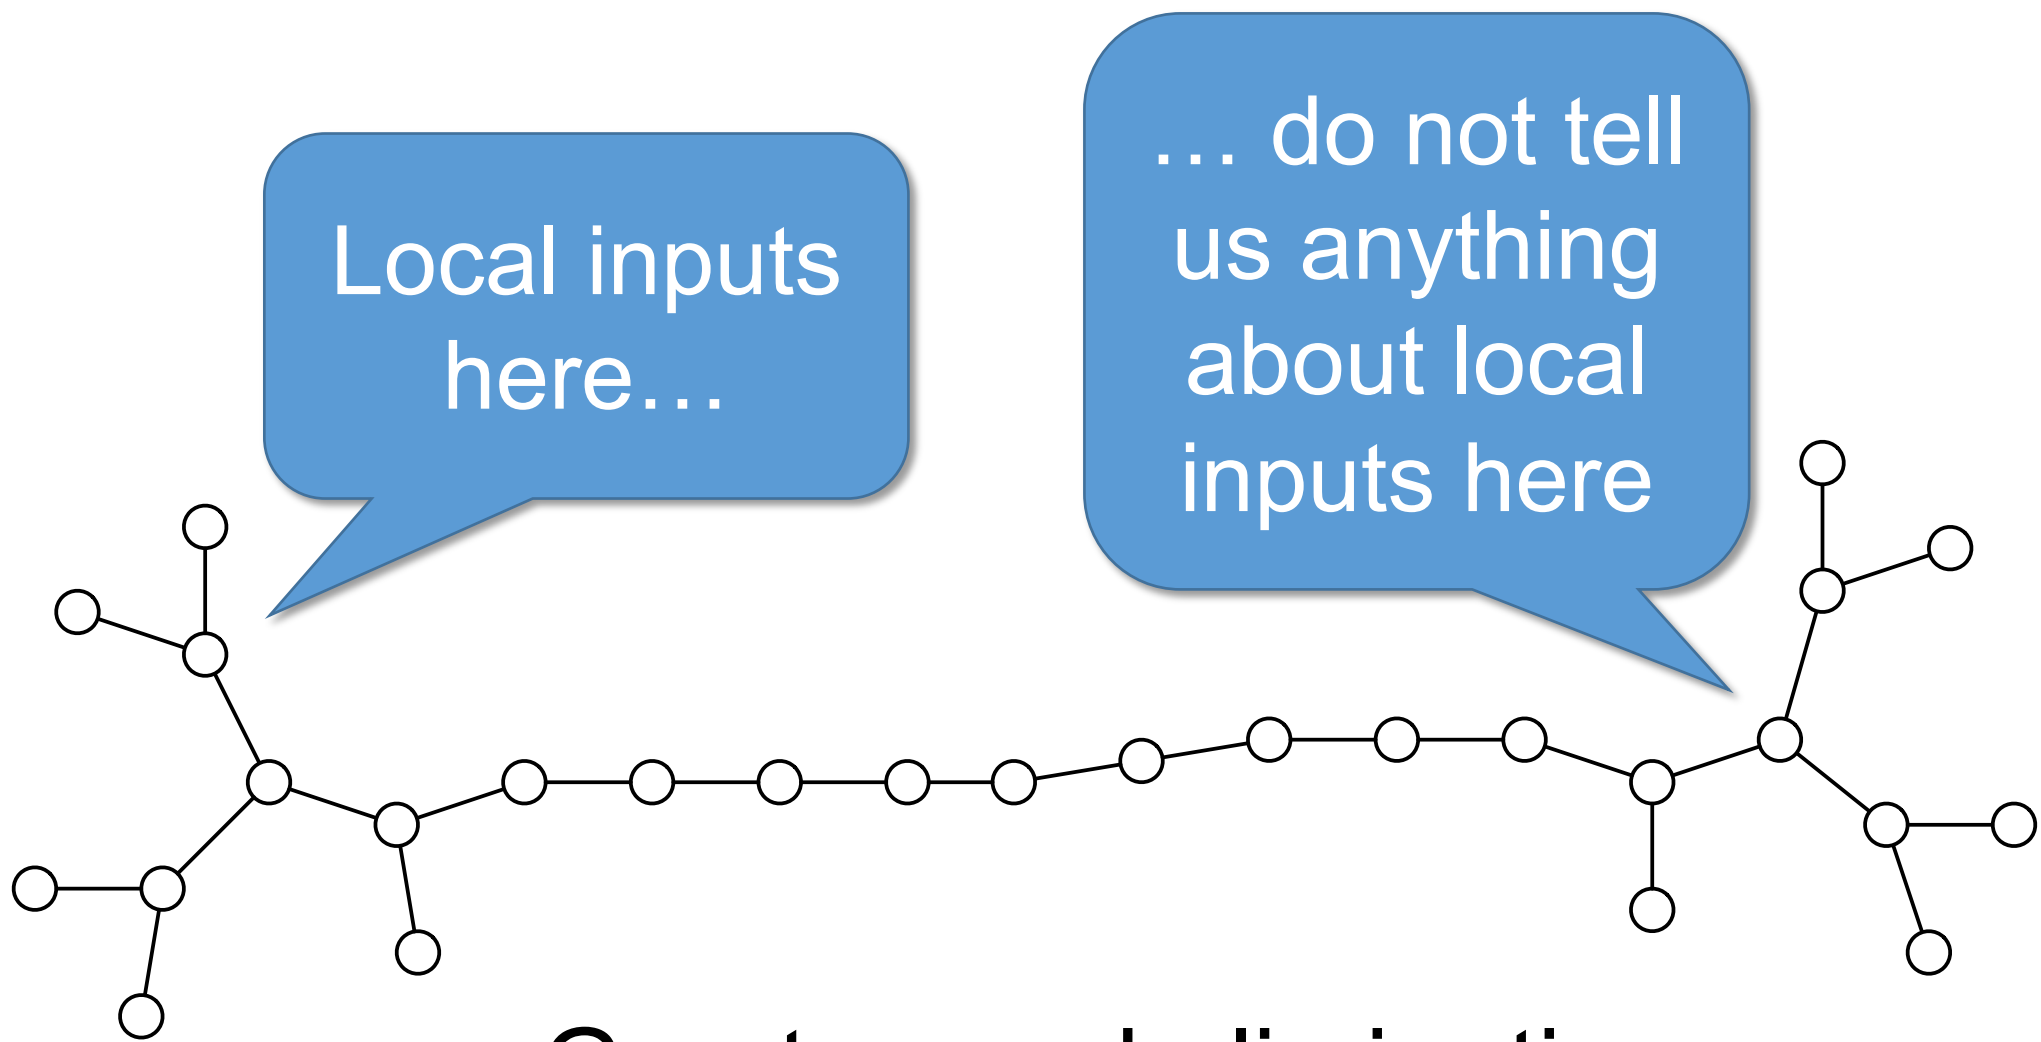 Local inputs
here…
… do not tell
us anything
about local
inputs here